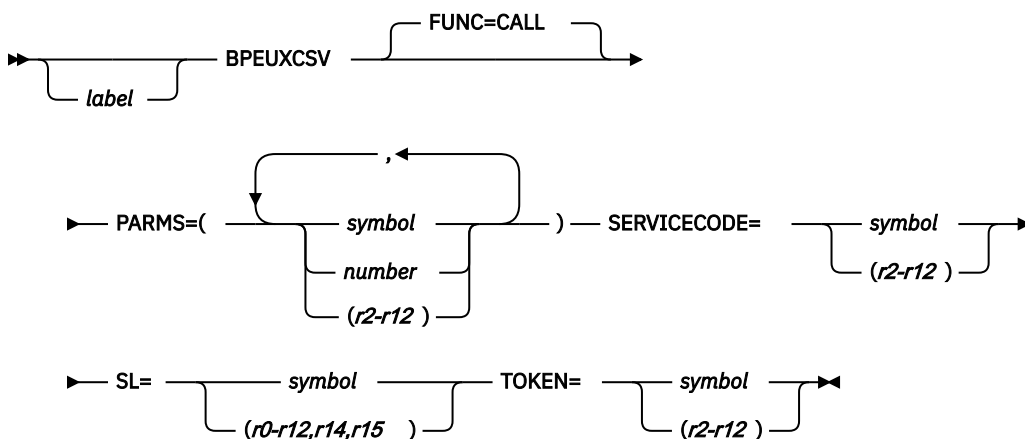 FUNC=CALL
BPEUXCSV
label
,
PARMS=( symbol ) SERVICECODE= symbol
number (r2-r12 )
(r2-r12 )
SL= symbol TOKEN= symbol
(r0-r12,r14,r15 ) (r2-r12 )